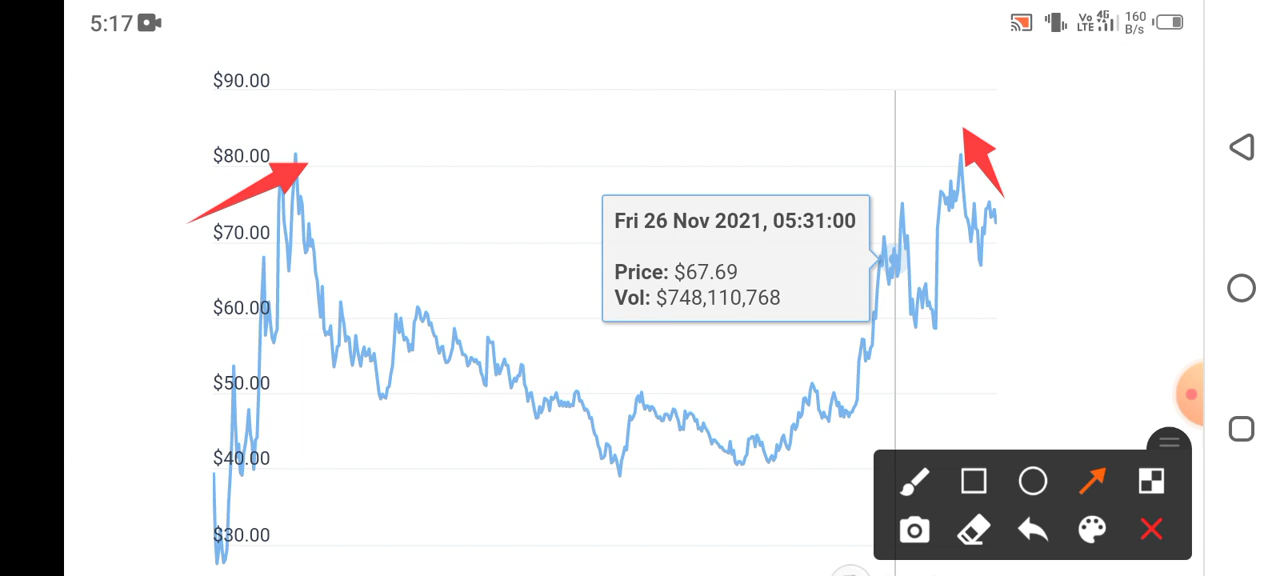 5:17
Vo LTE 4G 160 B/s
$90.00
$80.00
$70.00
$60.00
$50.00
$40.00
$30.00
Fri 26 Nov 2021, 05:31:00
Price: $67.69
Vol: $748,110,768